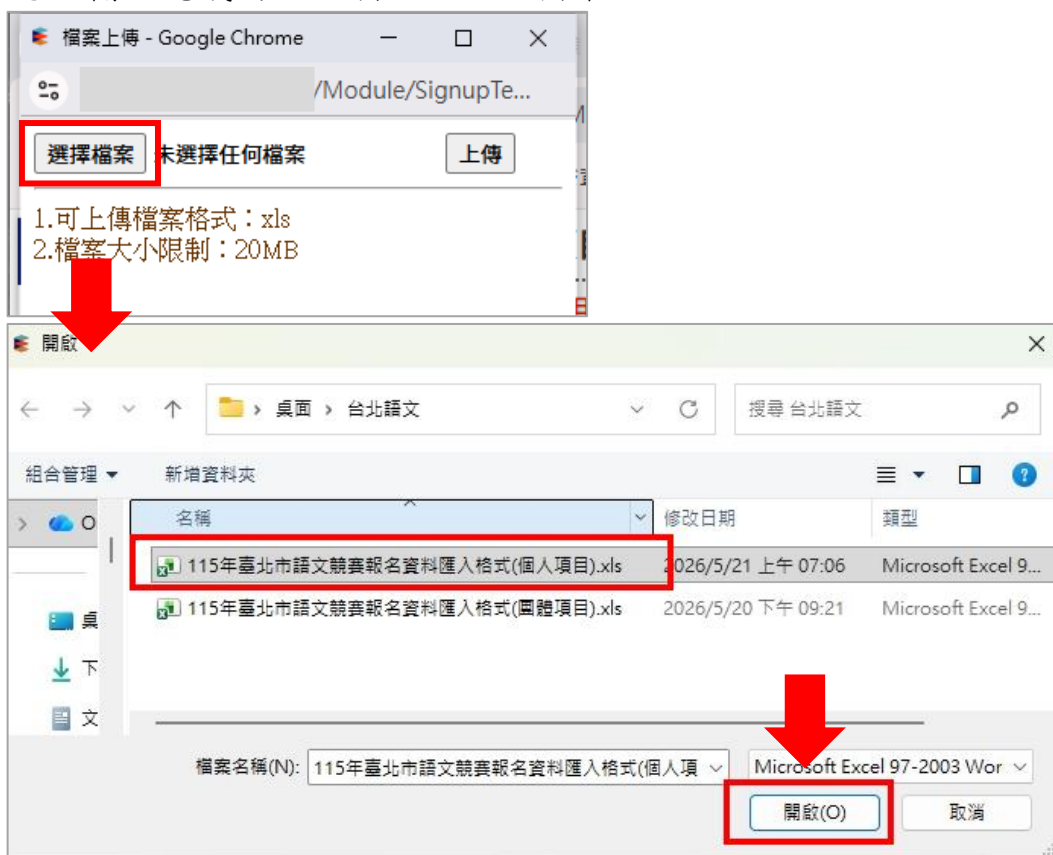 檔案上傳 - Google Chrome
/Module/SignupTe...
選擇檔案 未選擇任何檔案 上傳
1.可上傳檔案格式：xls
2.檔案大小限制：20MB
開啟
桌面 › 台北語文
搜尋 台北語文
組合管理 新增資料夾
名稱 修改日期 類型
O
115年臺北市語文競賽報名資料匯入格式(個人項目).xls 2026/5/21 上午 07:06 Microsoft Excel 9...
115年臺北市語文競賽報名資料匯入格式(團體項目).xls 2026/5/20 下午 09:21 Microsoft Excel 9...
桌
下
文
檔案名稱(N): 115年臺北市語文競賽報名資料匯入格式(個人項 Microsoft Excel 97-2003 Wor
開啟(O) 取消